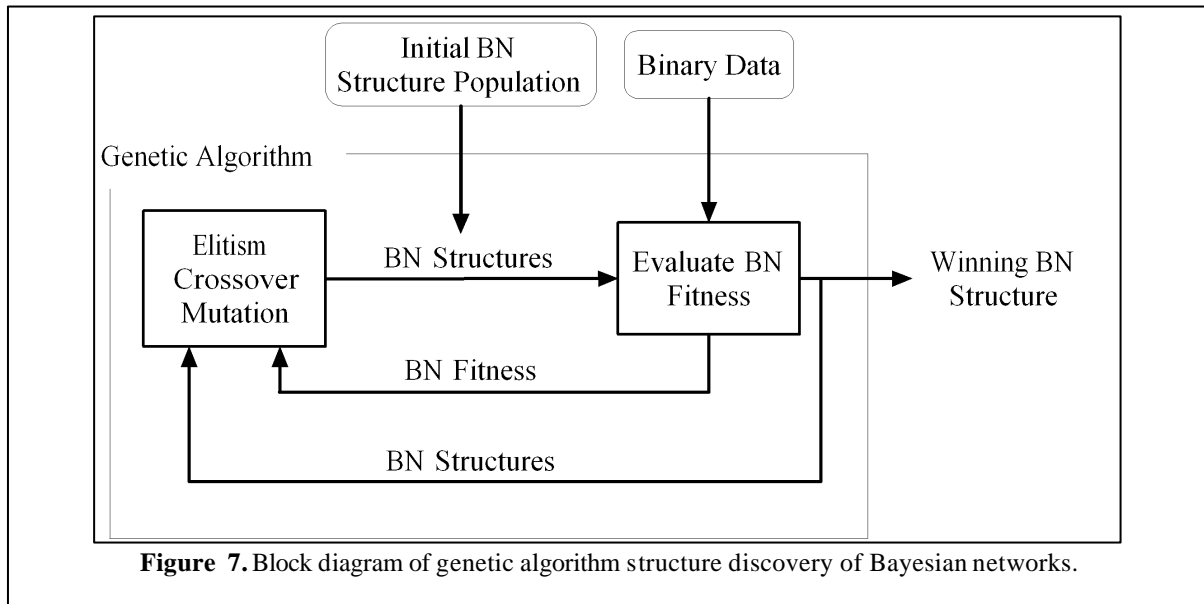 Initial BN
Structure Population
Binary Data
Genetic Algorithm
Elitism
Crossover
Mutation
BN Structures
Evaluate BN
Fitness
Winning BN
Structure
BN Fitness
BN Structures
Figure 7. Block diagram of genetic algorithm structure discovery of Bayesian networks.